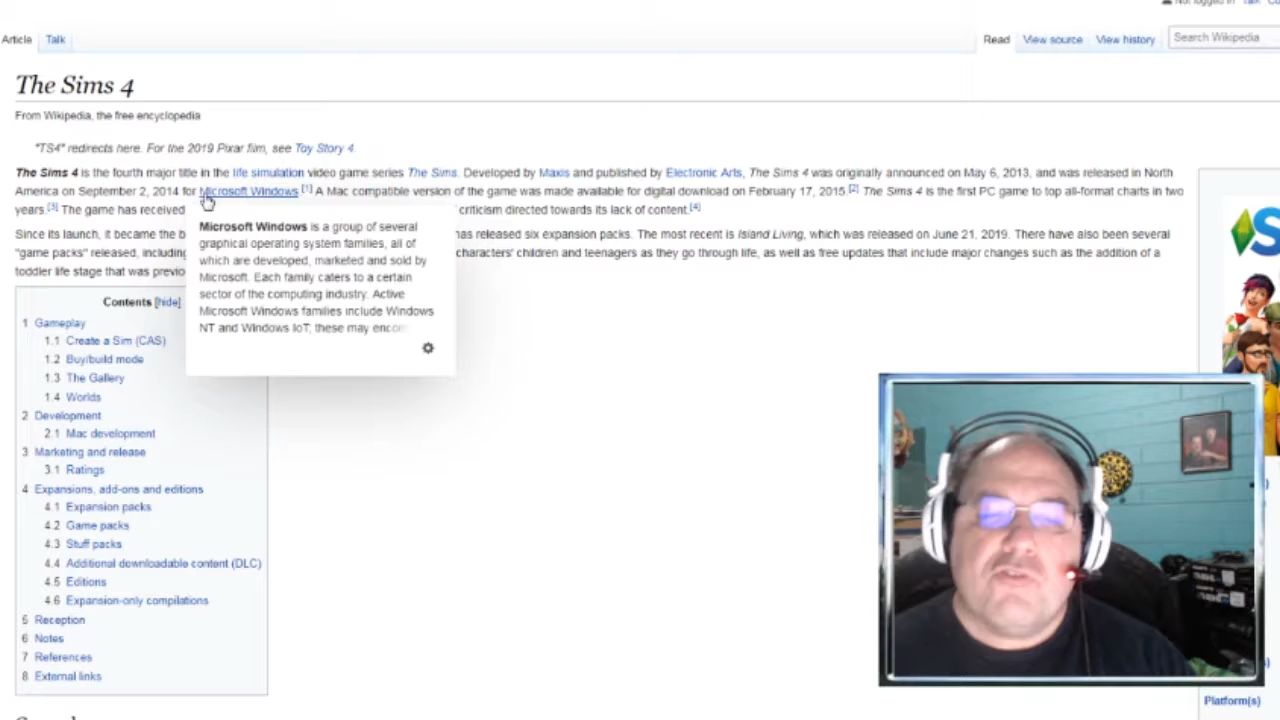 Not logged in Talk
Article Talk Read View source View history Search Wikipedia
The Sims 4
From Wikipedia, the free encyclopedia
"TS4" redirects here. For the 2019 Pixar film, see Toy Story 4.
The Sims 4 is the fourth major title in the life simulation video game series The Sims. Developed by Maxis and published by Electronic Arts, The Sims 4 was originally announced on May 6, 2013, and was released in North
America on September 2, 2014 for Microsoft Windows.[1] A Mac compatible version of the game was made available for digital download on February 17, 2015.[2] The Sims 4 is the first PC game to top all-format charts in two
years.[3] The game has received criticism directed towards its lack of content.[4]
Since its launch, it became the b has released six expansion packs. The most recent is Island Living, which was released on June 21, 2019. There have also been several
"game packs" released, including characters' children and teenagers as they go through life, as well as free updates that include major changes such as the addition of a
toddler life stage that was previo
Microsoft Windows is a group of several
graphical operating system families, all of
which are developed, marketed and sold by
Microsoft. Each family caters to a certain
sector of the computing industry. Active
Microsoft Windows families include Windows
NT and Windows IoT; these may encom
Contents [hide]
1 Gameplay
1.1 Create a Sim (CAS)
1.2 Buy/build mode
1.3 The Gallery
1.4 Worlds
2 Development
2.1 Mac development
3 Marketing and release
3.1 Ratings
4 Expansions, add-ons and editions
4.1 Expansion packs
4.2 Game packs
4.3 Stuff packs
4.4 Additional downloadable content (DLC)
4.5 Editions
4.6 Expansion-only compilations
5 Reception
6 Notes
7 References
8 External links
Platform(s)